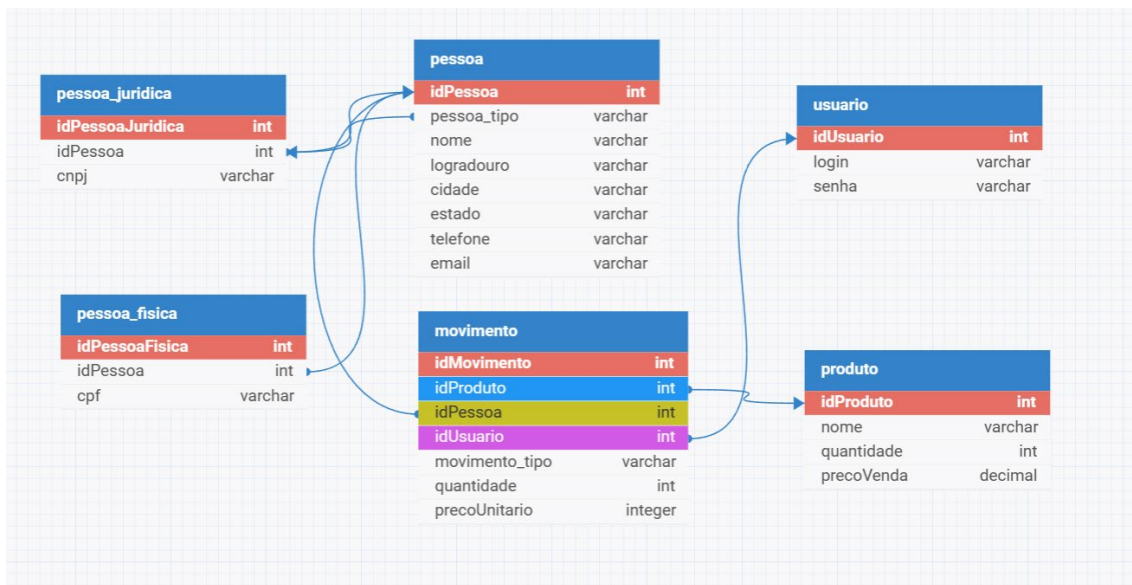 pessoa_juridica
idPessoaJuridica int
idPessoa int
cnpj varchar
pessoa
idPessoa int
pessoa_tipo varchar
nome varchar
logradouro varchar
cidade varchar
estado varchar
telefone varchar
email varchar
usuario
idUsuario int
login varchar
senha varchar
pessoa_fisica
idPessoaFisica int
idPessoa int
cpf varchar
movimento
idMovimento int
idProduto int
idPessoa int
idUsuario int
movimento_tipo varchar
quantidade int
precoUnitario integer
produto
idProduto int
nome varchar
quantidade int
precoVenda decimal